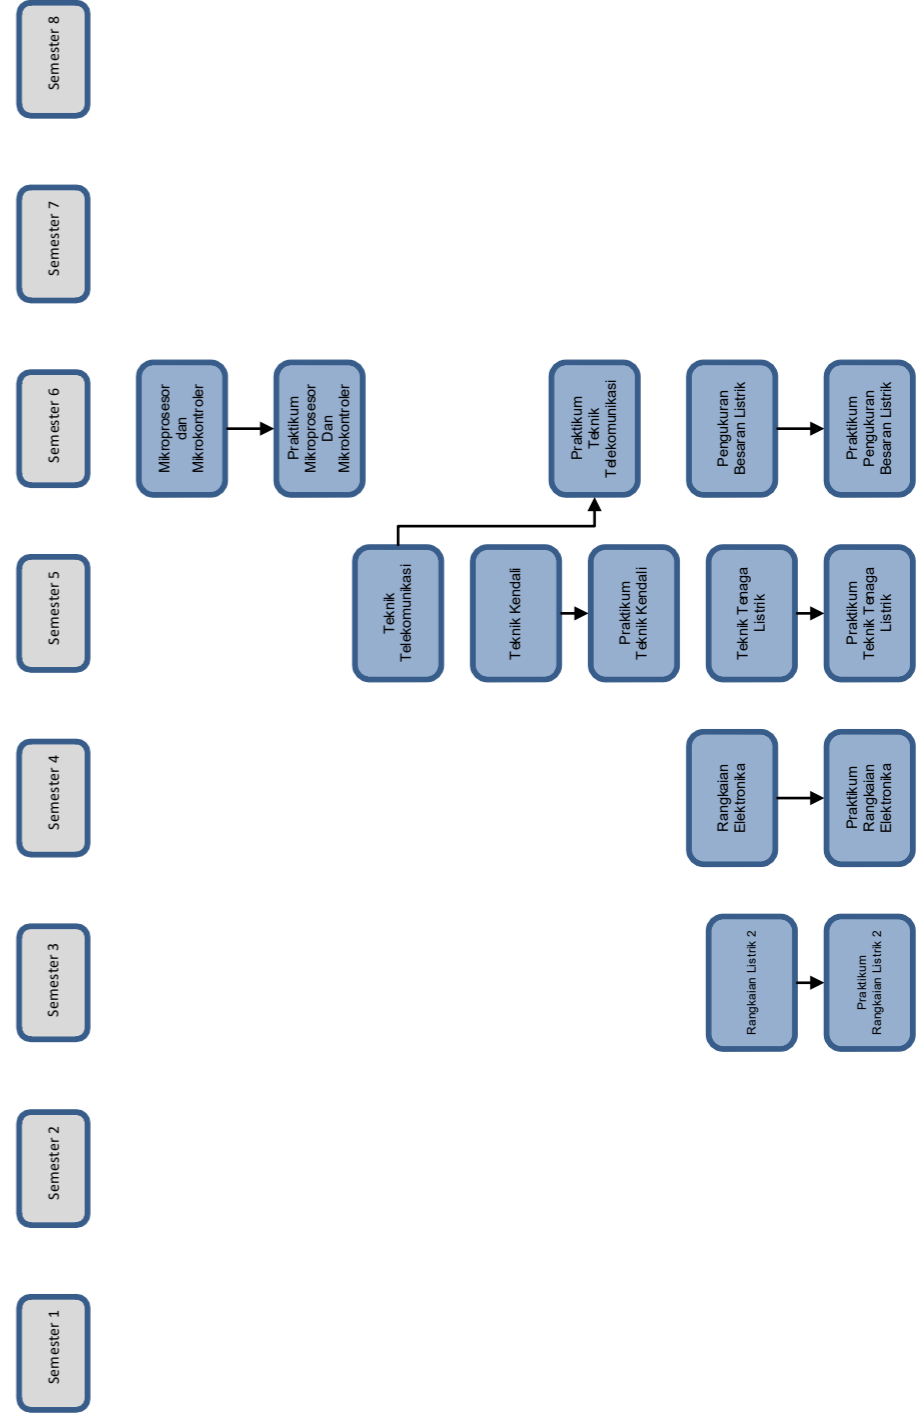 Semester 1
Semester 2
Semester 3
Semester 4
Semester 5
Semester 6
Semester 7
Semester 8
Mikroprosesor
dan
Mikrokontroler
Praktikum
Mikroprosesor
Dan
Mikrokontroler
Teknik
Telekomunikasi
Teknik Kendali
Praktikum
Teknik
Telekomunikasi
Praktikum
Teknik Kendali
Rangkaian Listrik 2
Rangkaian
Elektronika
Teknik Tenaga
Listrik
Pengukuran
Besaran Listrik
Praktikum
Rangkaian Listrik 2
Praktikum
Rangkaian
Elektronika
Praktikum
Teknik Tenaga
Listrik
Praktikum
Pengukuran
Besaran Listrik